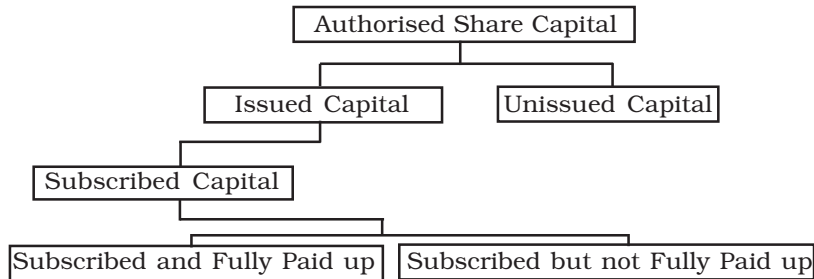 Authorised Share Capital
Issued Capital
Unissued Capital
Subscribed Capital
Subscribed and Fully Paid up
Subscribed but not Fully Paid up